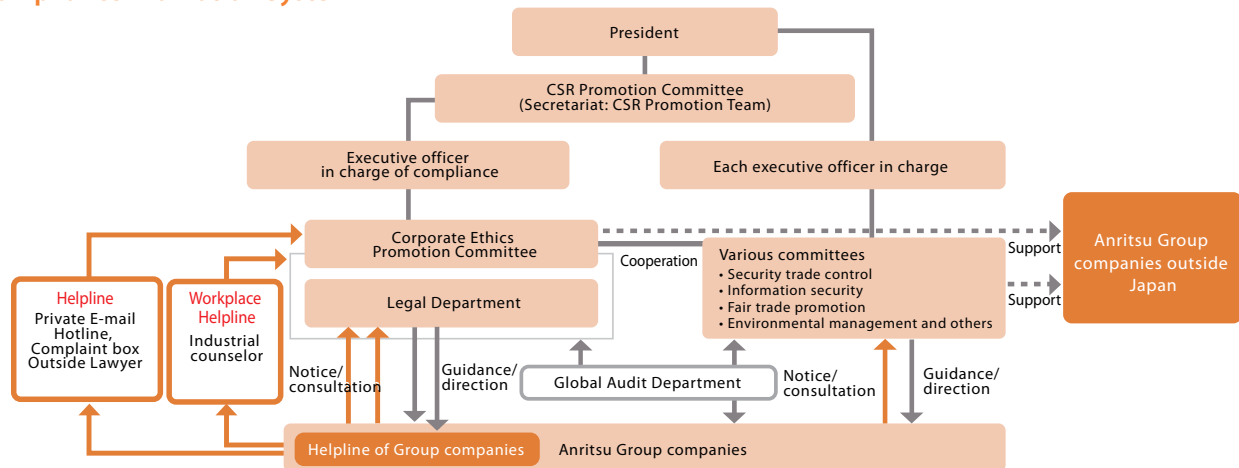 President
CSR Promotion Committee
(Secretariat: CSR Promotion Team)
Executive officer
in charge of compliance
Each executive officer in charge
Corporate Ethics
Promotion Committee
Cooperation
Various committees
• Security trade control
• Information security
• Fair trade promotion
• Environmental management and others
Support
Support
Anritsu Group
companies outside
Japan
Legal Department
Helpline
Private E-mail
Hotline,
Complaint box
Outside Lawyer
Workplace
Helpline
Industrial
counselor
Notice/
consultation
Guidance/
direction
Global Audit Department
Notice/
consultation
Guidance/
direction
Helpline of Group companies
Anritsu Group companies